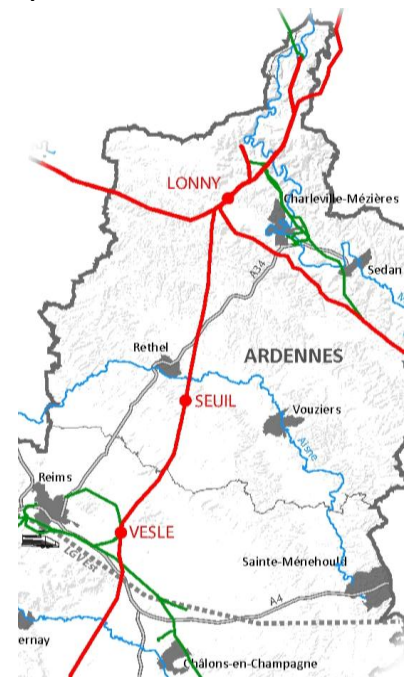 LONNY
Charleville-Mézières
A34
Sedan
Rethel
ARDENNES
SEUIL
Vouziers
Aisne
Reims
VESLE
LGV Est
Sainte-Ménehould
A4
ernay
Châlons-en-Champagne